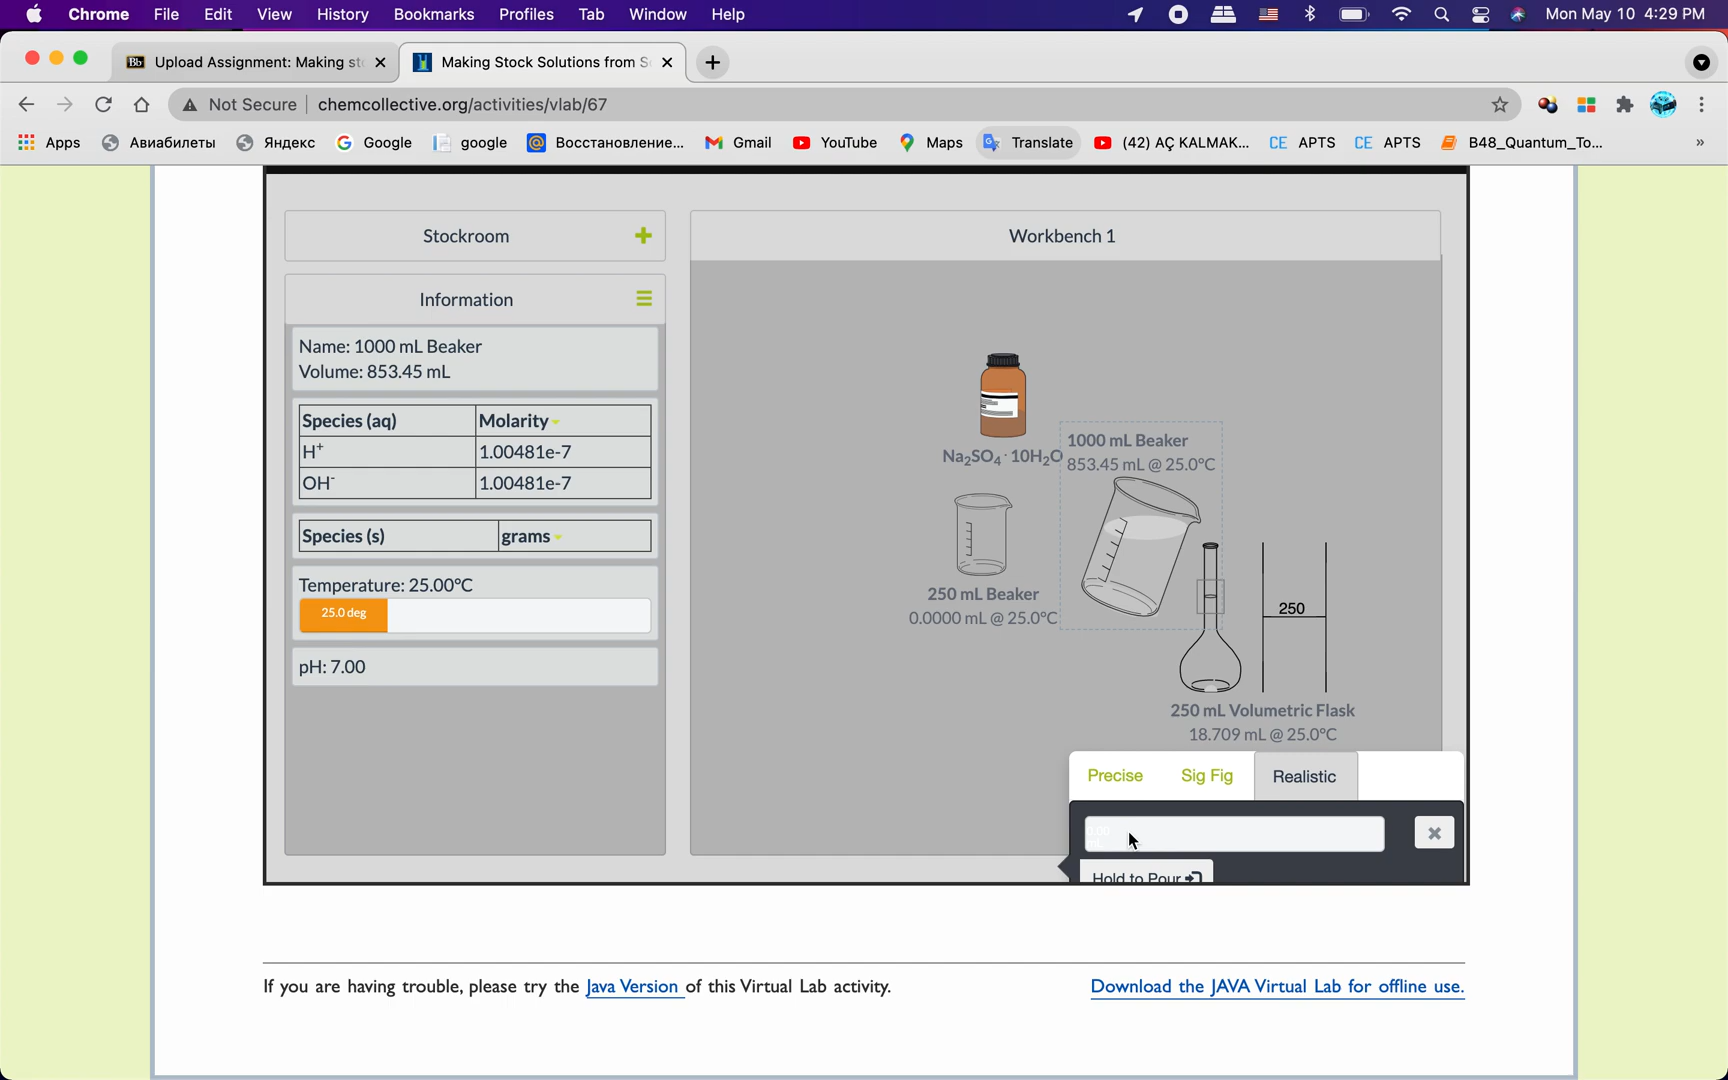 Chrome File Edit View History Bookmarks Profiles Tab Window Help Mon May 10 4:29 PM
Bb Upload Assignment: Making st
Making Stock Solutions from S
Not Secure chemcollective.org/activities/vlab/67
Apps Авиабилеты Яндекс Google google Восстановление... Gmail YouTube Maps Translate (42) AÇ KALMAK... CE APTS CE APTS B48_Quantum_To... »
Stockroom
Workbench 1
Information
Name: 1000 mL Beaker
Volume: 853.45 mL
Species (aq) Molarity
H⁺ 1.00481e-7
OH⁻ 1.00481e-7
Species (s) grams
Temperature: 25.00°C
25.0 deg
pH: 7.00
Na₂SO₄ · 10H₂O
1000 mL Beaker
853.45 mL @ 25.0°C
250 mL Beaker
0.0000 mL @ 25.0°C
250
250 mL Volumetric Flask
18.709 mL @ 25.0°C
Precise Sig Fig Realistic
Hold to Pour
If you are having trouble, please try the Java Version of this Virtual Lab activity.
Download the JAVA Virtual Lab for offline use.